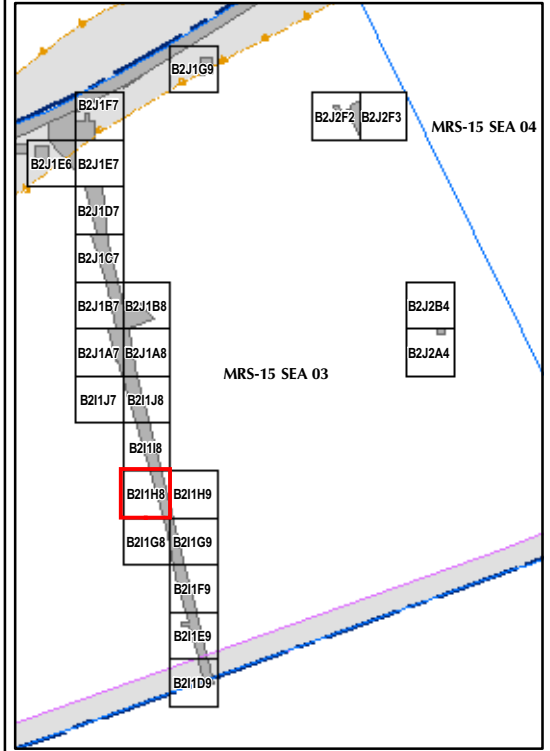 B2J1G9
B2J1F7
B2J2F2 B2J2F3
MRS-15 SEA 04
B2J1E6 B2J1E7
B2J1D7
B2J1C7
B2J1B7 B2J1B8
B2J2B4
B2J1A7 B2J1A8
B2J2A4
MRS-15 SEA 03
B2I1J7 B2I1J8
B2I1I8
B2I1H8 B2I1H9
B2I1G8 B2I1G9
B2I1F9
B2I1E9
B2I1D9